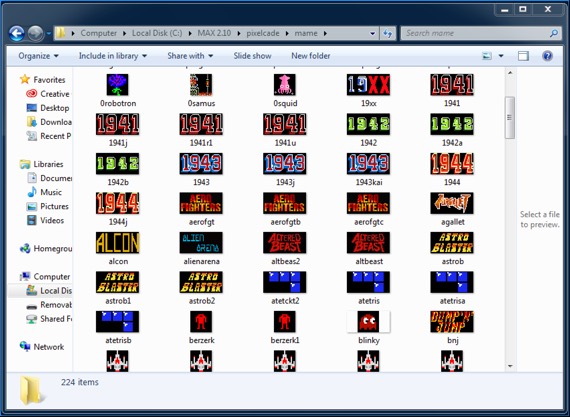 Computer ▸ Local Disk (C:) ▸ MAX 2.10 ▸ pixelcade ▸ mame ▸
Search mame
Organize ▾ Include in library ▾ Share with ▾ Slide show New folder
Favorites
Creative
Desktop
Downloa
Recent P
Libraries
Documen
Music
Pictures
Videos
Homegrou
Computer
Local Dis
Removab
Shared Fo
Network
0robotron 0samus 0squid 19xx 1941
19XX 1941
1941 1941 1941 1942 1942
1941j 1941r1 1941u 1942 1942a
1942 1943 1943 1943 1944
1942b 1943 1943j 1943kai 1944
1944 AERO FIGHTERS AERO FIGHTERS AERO FIGHTERS AGALLET
1944j aerofgt aerofgtb aerofgtc agallet
ALCON ALIEN ARENA ALTERED BEAST ALTERED BEAST ASTRO BLASTER
alcon alienarena altbeas2 altbeast astrob
ASTRO BLASTER ASTRO BLASTER
astrob1 astrob2 atetckt2 atetris atetrisa
BUMP 'N' JUMP
atetrisb berzerk berzerk1 blinky bnj
Select a file
to preview.
224 items